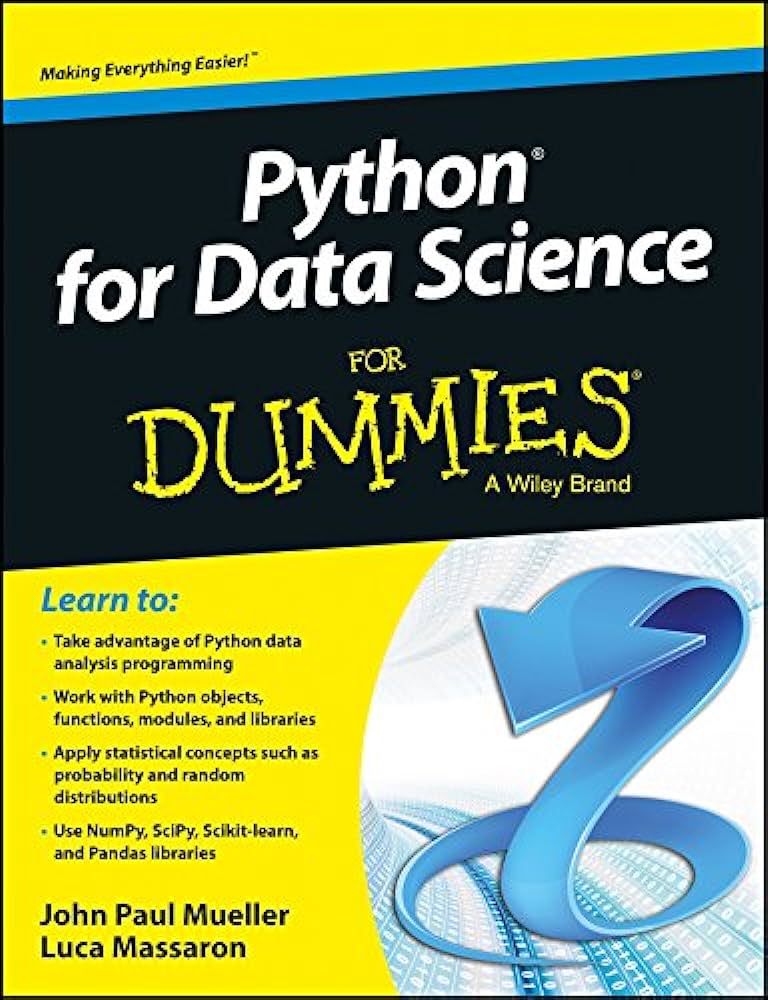 Making Everything Easier!™
Python®
for Data Science
FOR
DUMMIES®
A Wiley Brand
Learn to:
• Take advantage of Python data
analysis programming
• Work with Python objects,
functions, modules, and libraries
• Apply statistical concepts such as
probability and random
distributions
• Use NumPy, SciPy, Scikit-learn,
and Pandas libraries
John Paul Mueller
Luca Massaron